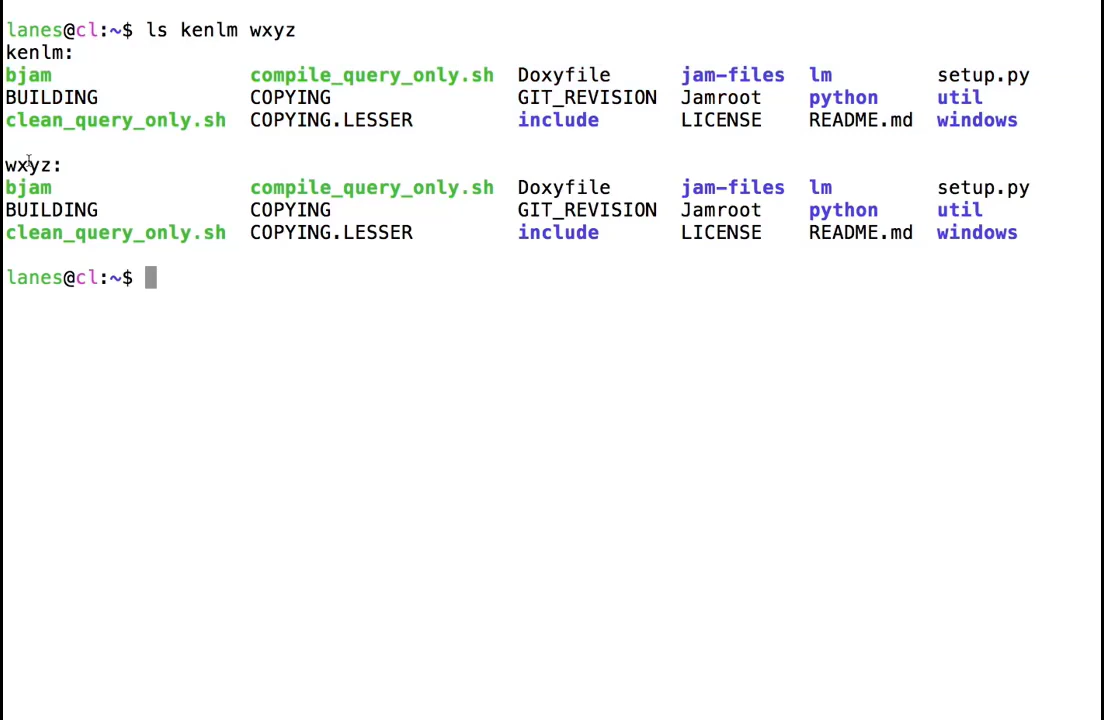 lanes@cl:~$ ls kenlm wxyz
kenlm:
bjam compile_query_only.sh Doxyfile jam-files lm setup.py
BUILDING COPYING GIT_REVISION Jamroot python util
clean_query_only.sh COPYING.LESSER include LICENSE README.md windows
wxyz:
bjam compile_query_only.sh Doxyfile jam-files lm setup.py
BUILDING COPYING GIT_REVISION Jamroot python util
clean_query_only.sh COPYING.LESSER include LICENSE README.md windows
lanes@cl:~$